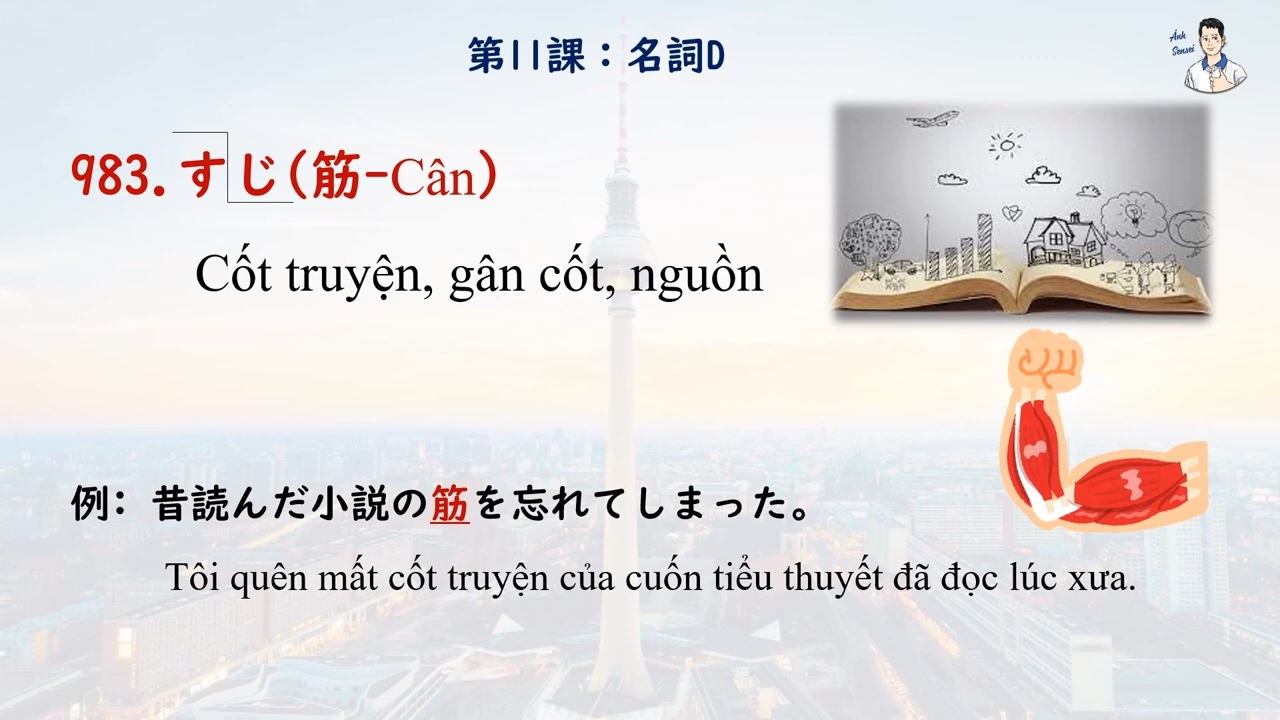 第11課：名詞D
Anh
Sensei
983. すじ(筋-Cân)
Cốt truyện, gân cốt, nguồn
例: 昔読んだ小説の筋を忘れてしまった。
Tôi quên mất cốt truyện của cuốn tiểu thuyết đã đọc lúc xưa.